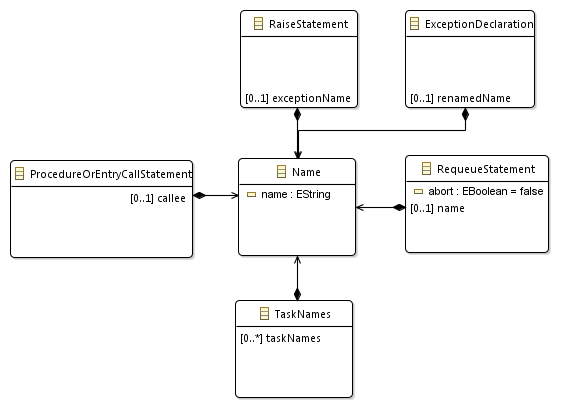 RaiseStatement
[0..1] exceptionName
ExceptionDeclaration
[0..1] renamedName
ProcedureOrEntryCallStatement
[0..1] callee
Name
name : EString
RequeueStatement
abort : EBoolean = false
[0..1] name
TaskNames
[0..*] taskNames